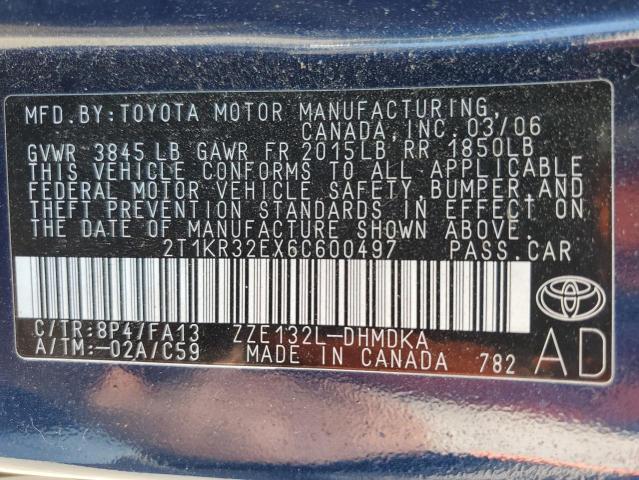 MFD. BY: TOYOTA MOTOR MANUFACTURING,
CANADA, INC. 03/06
GVWR 3845 LB GAWR FR 2015LB RR 1850LB
THIS VEHICLE CONFORMS TO ALL APPLICABLE
FEDERAL MOTOR VEHICLE SAFETY, BUMPER, AND
THEFT PREVENTION STANDARDS IN EFFECT ON
THE DATE OF MANUFACTURE SHOWN ABOVE.
2T1KR32EX6C600497 PASS.CAR
C/TR:8P4/FA13 ZZE132L-DHMDKA
A/TM:-02A/C59 MADE IN CANADA 782 AD